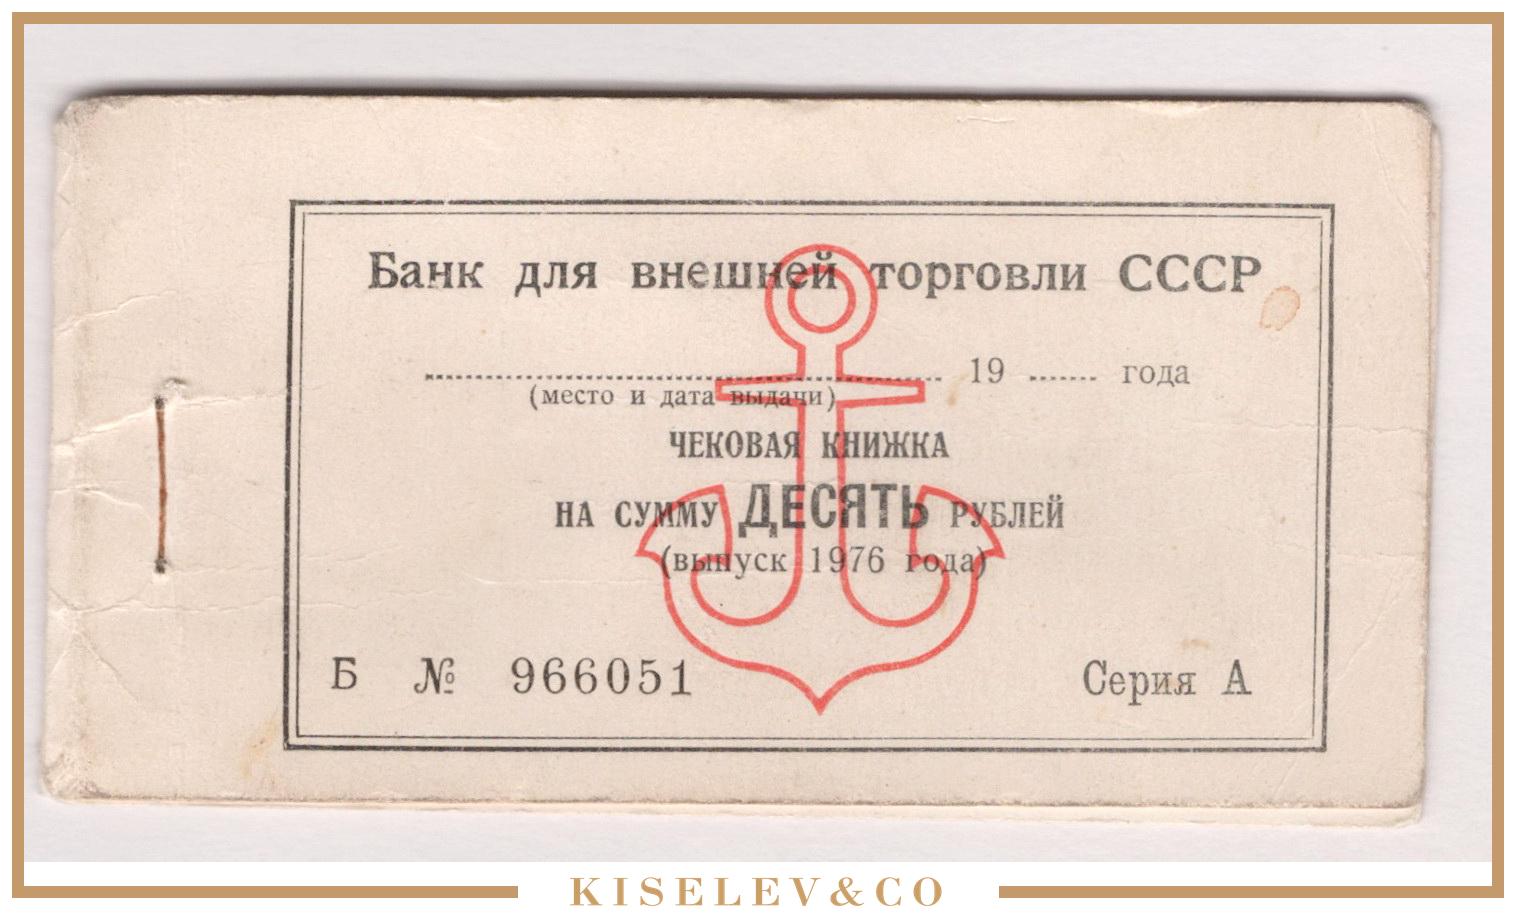 Банк для внешней торговли СССР
19 ...... года
(место и дата выдачи)
ЧЕКОВАЯ КНИЖКА
НА СУММУ ДЕСЯТЬ РУБЛЕЙ
(выпуск 1976 года)
Б № 966051 Серия А
KISELEV&CO